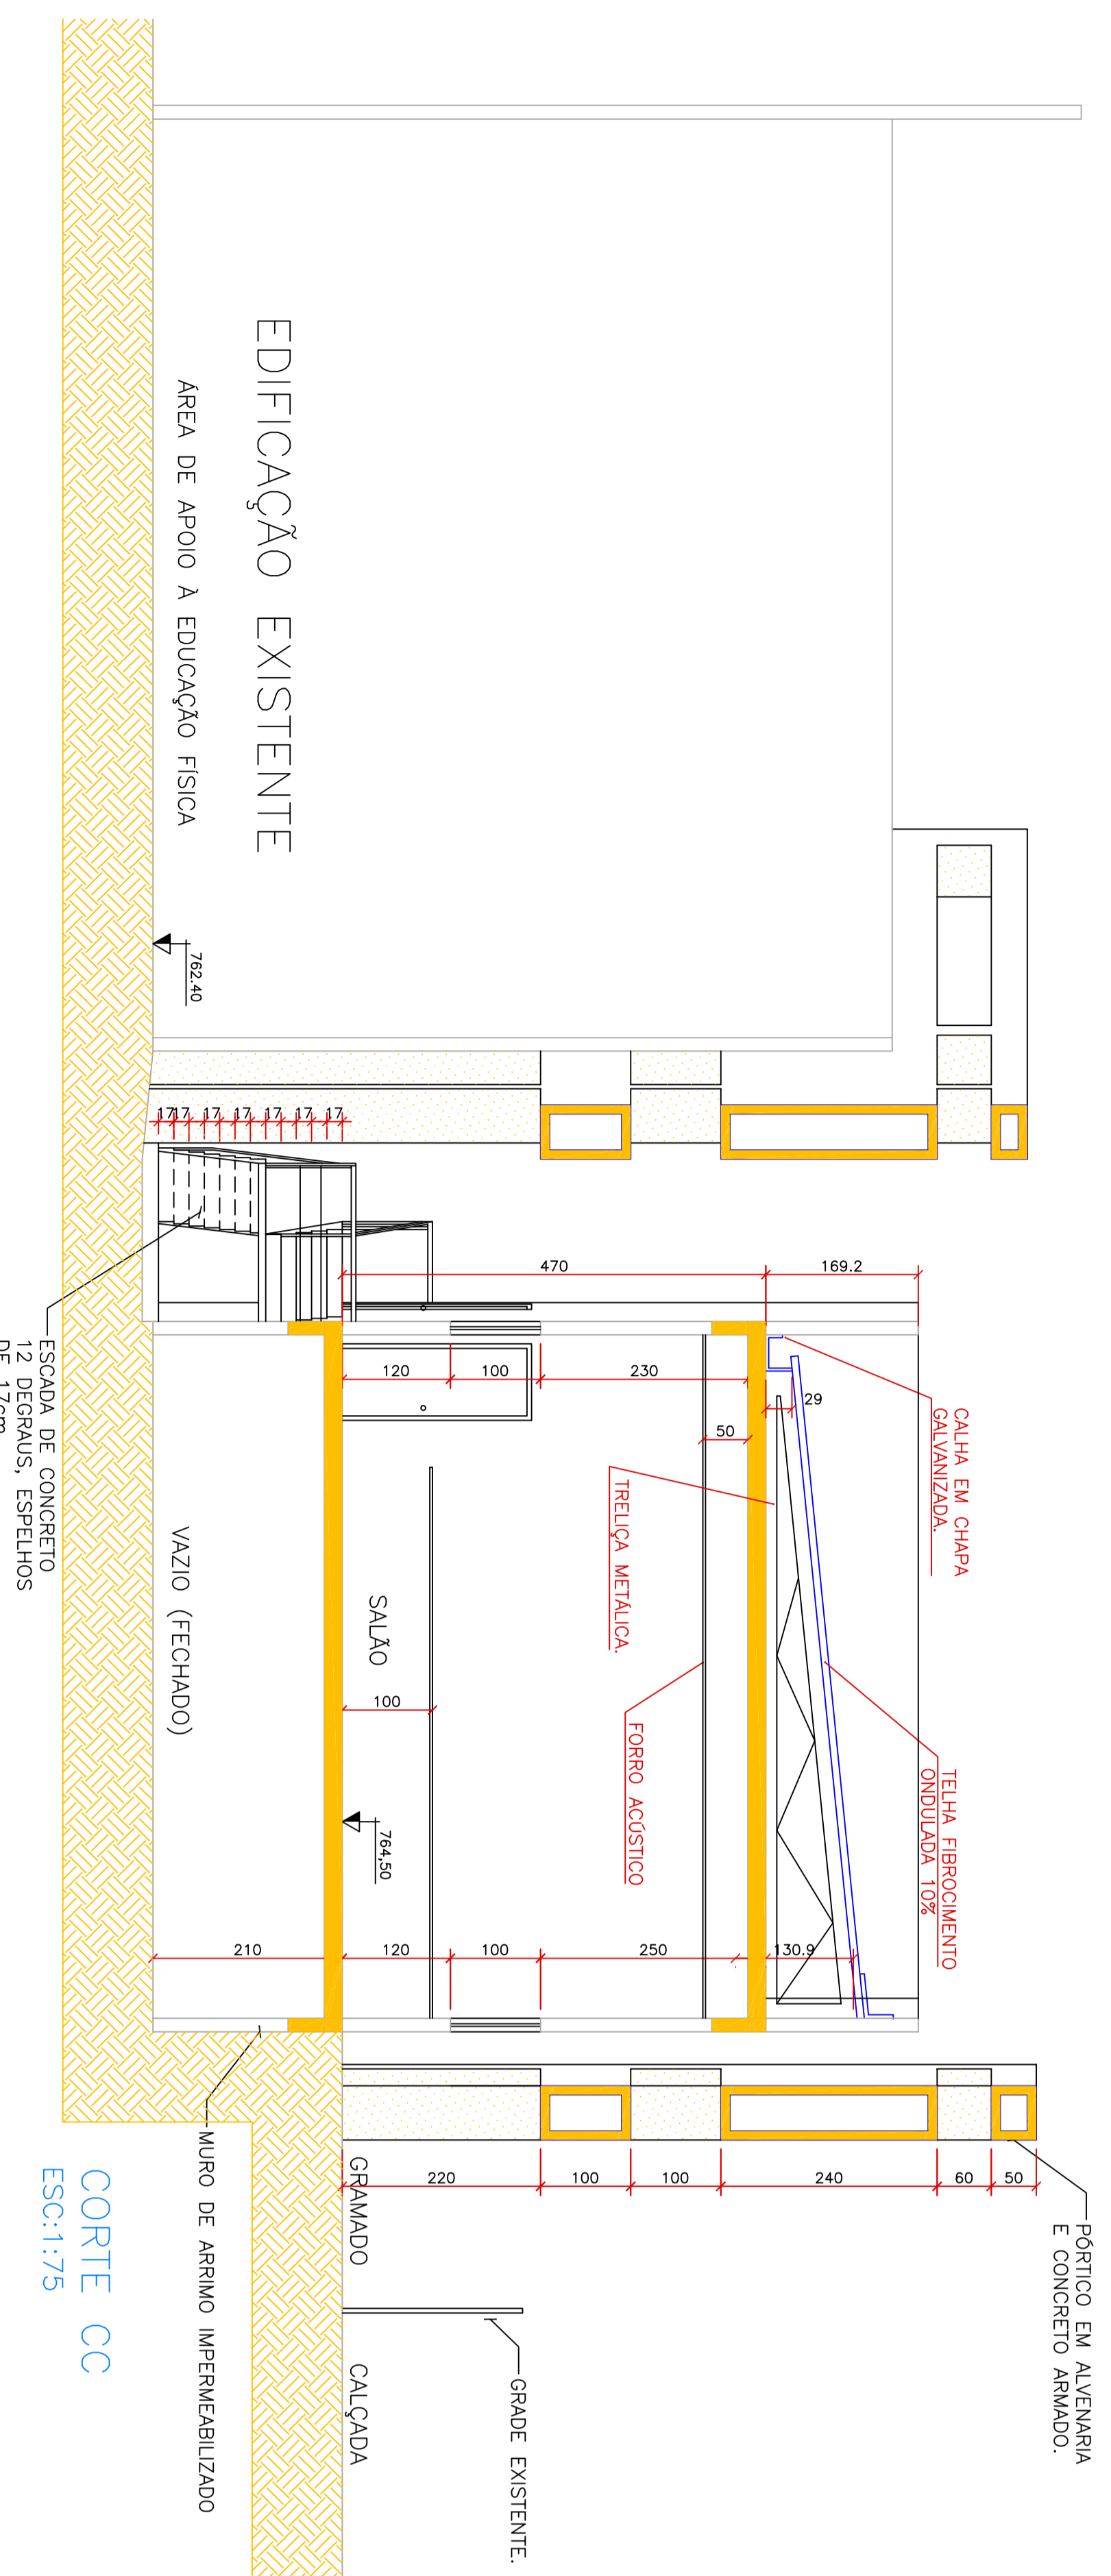 EDIFICAÇÃO EXISTENTE
ÁREA DE APOIO À EDUCAÇÃO FÍSICA
762.40
17
17
17
17
17
17
17
ESCADA DE CONCRETO
12 DEGRAUS, ESPELHOS
DE 17cm
470
169.2
120
100
230
50
29
CALHA EM CHAPA
GALVANIZADA.
TRELIÇA METÁLICA.
FORRO ACÚSTICO
TELHA FIBROCIMENTO
ONDULADA 10%
SALÃO
100
VAZIO (FECHADO)
764,50
210
120
100
250
130.9
PÓRTICO EM ALVENARIA
E CONCRETO ARMADO.
220
100
100
240
60
50
GRAMADO
CALÇADA
GRADE EXISTENTE.
MURO DE ARRIMO IMPERMEABILIZADO
CORTE CC
ESC:1:75